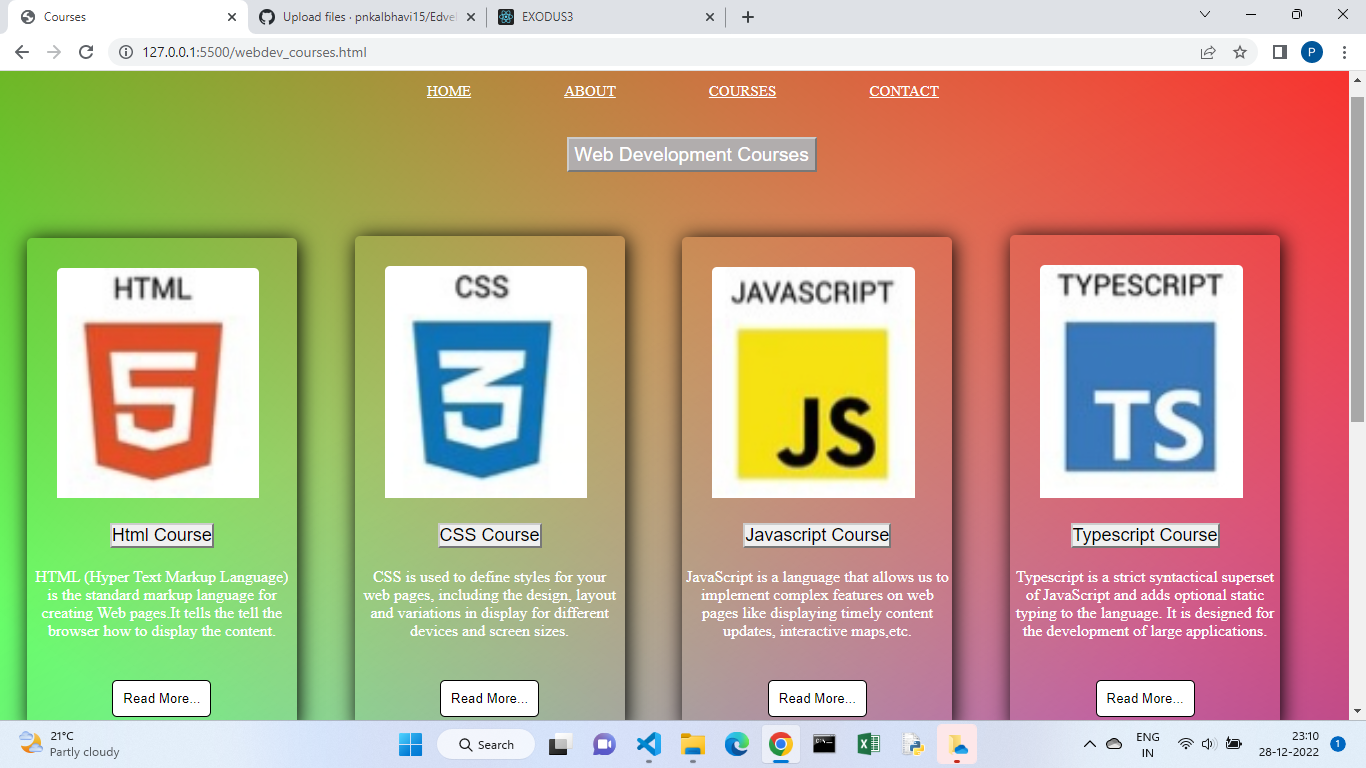 Courses
Upload files · pnkalbhavi15/Edvel
EXODUS3
127.0.0.1:5500/webdev_courses.html
P
HOME ABOUT COURSES CONTACT
Web Development Courses
HTML
5
Html Course
HTML (Hyper Text Markup Language)
is the standard markup language for
creating Web pages.It tells the tell the
browser how to display the content.
Read More...
CSS
3
CSS Course
CSS is used to define styles for your
web pages, including the design, layout
and variations in display for different
devices and screen sizes.
Read More...
JAVASCRIPT
JS
Javascript Course
JavaScript is a language that allows us to
implement complex features on web
pages like displaying timely content
updates, interactive maps,etc.
Read More...
TYPESCRIPT
TS
Typescript Course
Typescript is a strict syntactical superset
of JavaScript and adds optional static
typing to the language. It is designed for
the development of large applications.
Read More...
21°C
Partly cloudy
Search
ENG
IN
23:10
28-12-2022
1